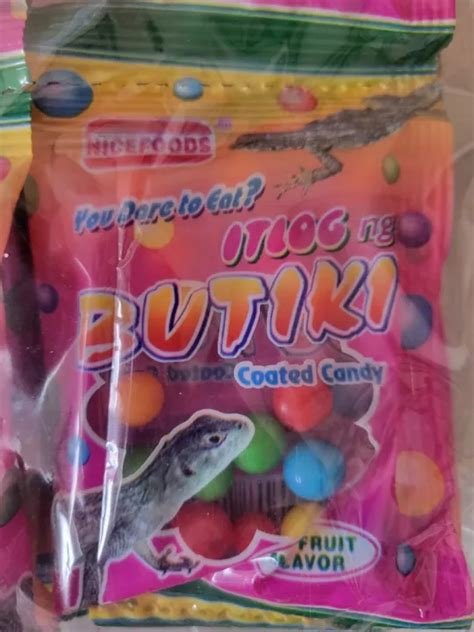 NICEFOODS
You Dare to Eat?
ITLOG ng
BUTIKI
Coated Candy
FRUIT
FLAVOR